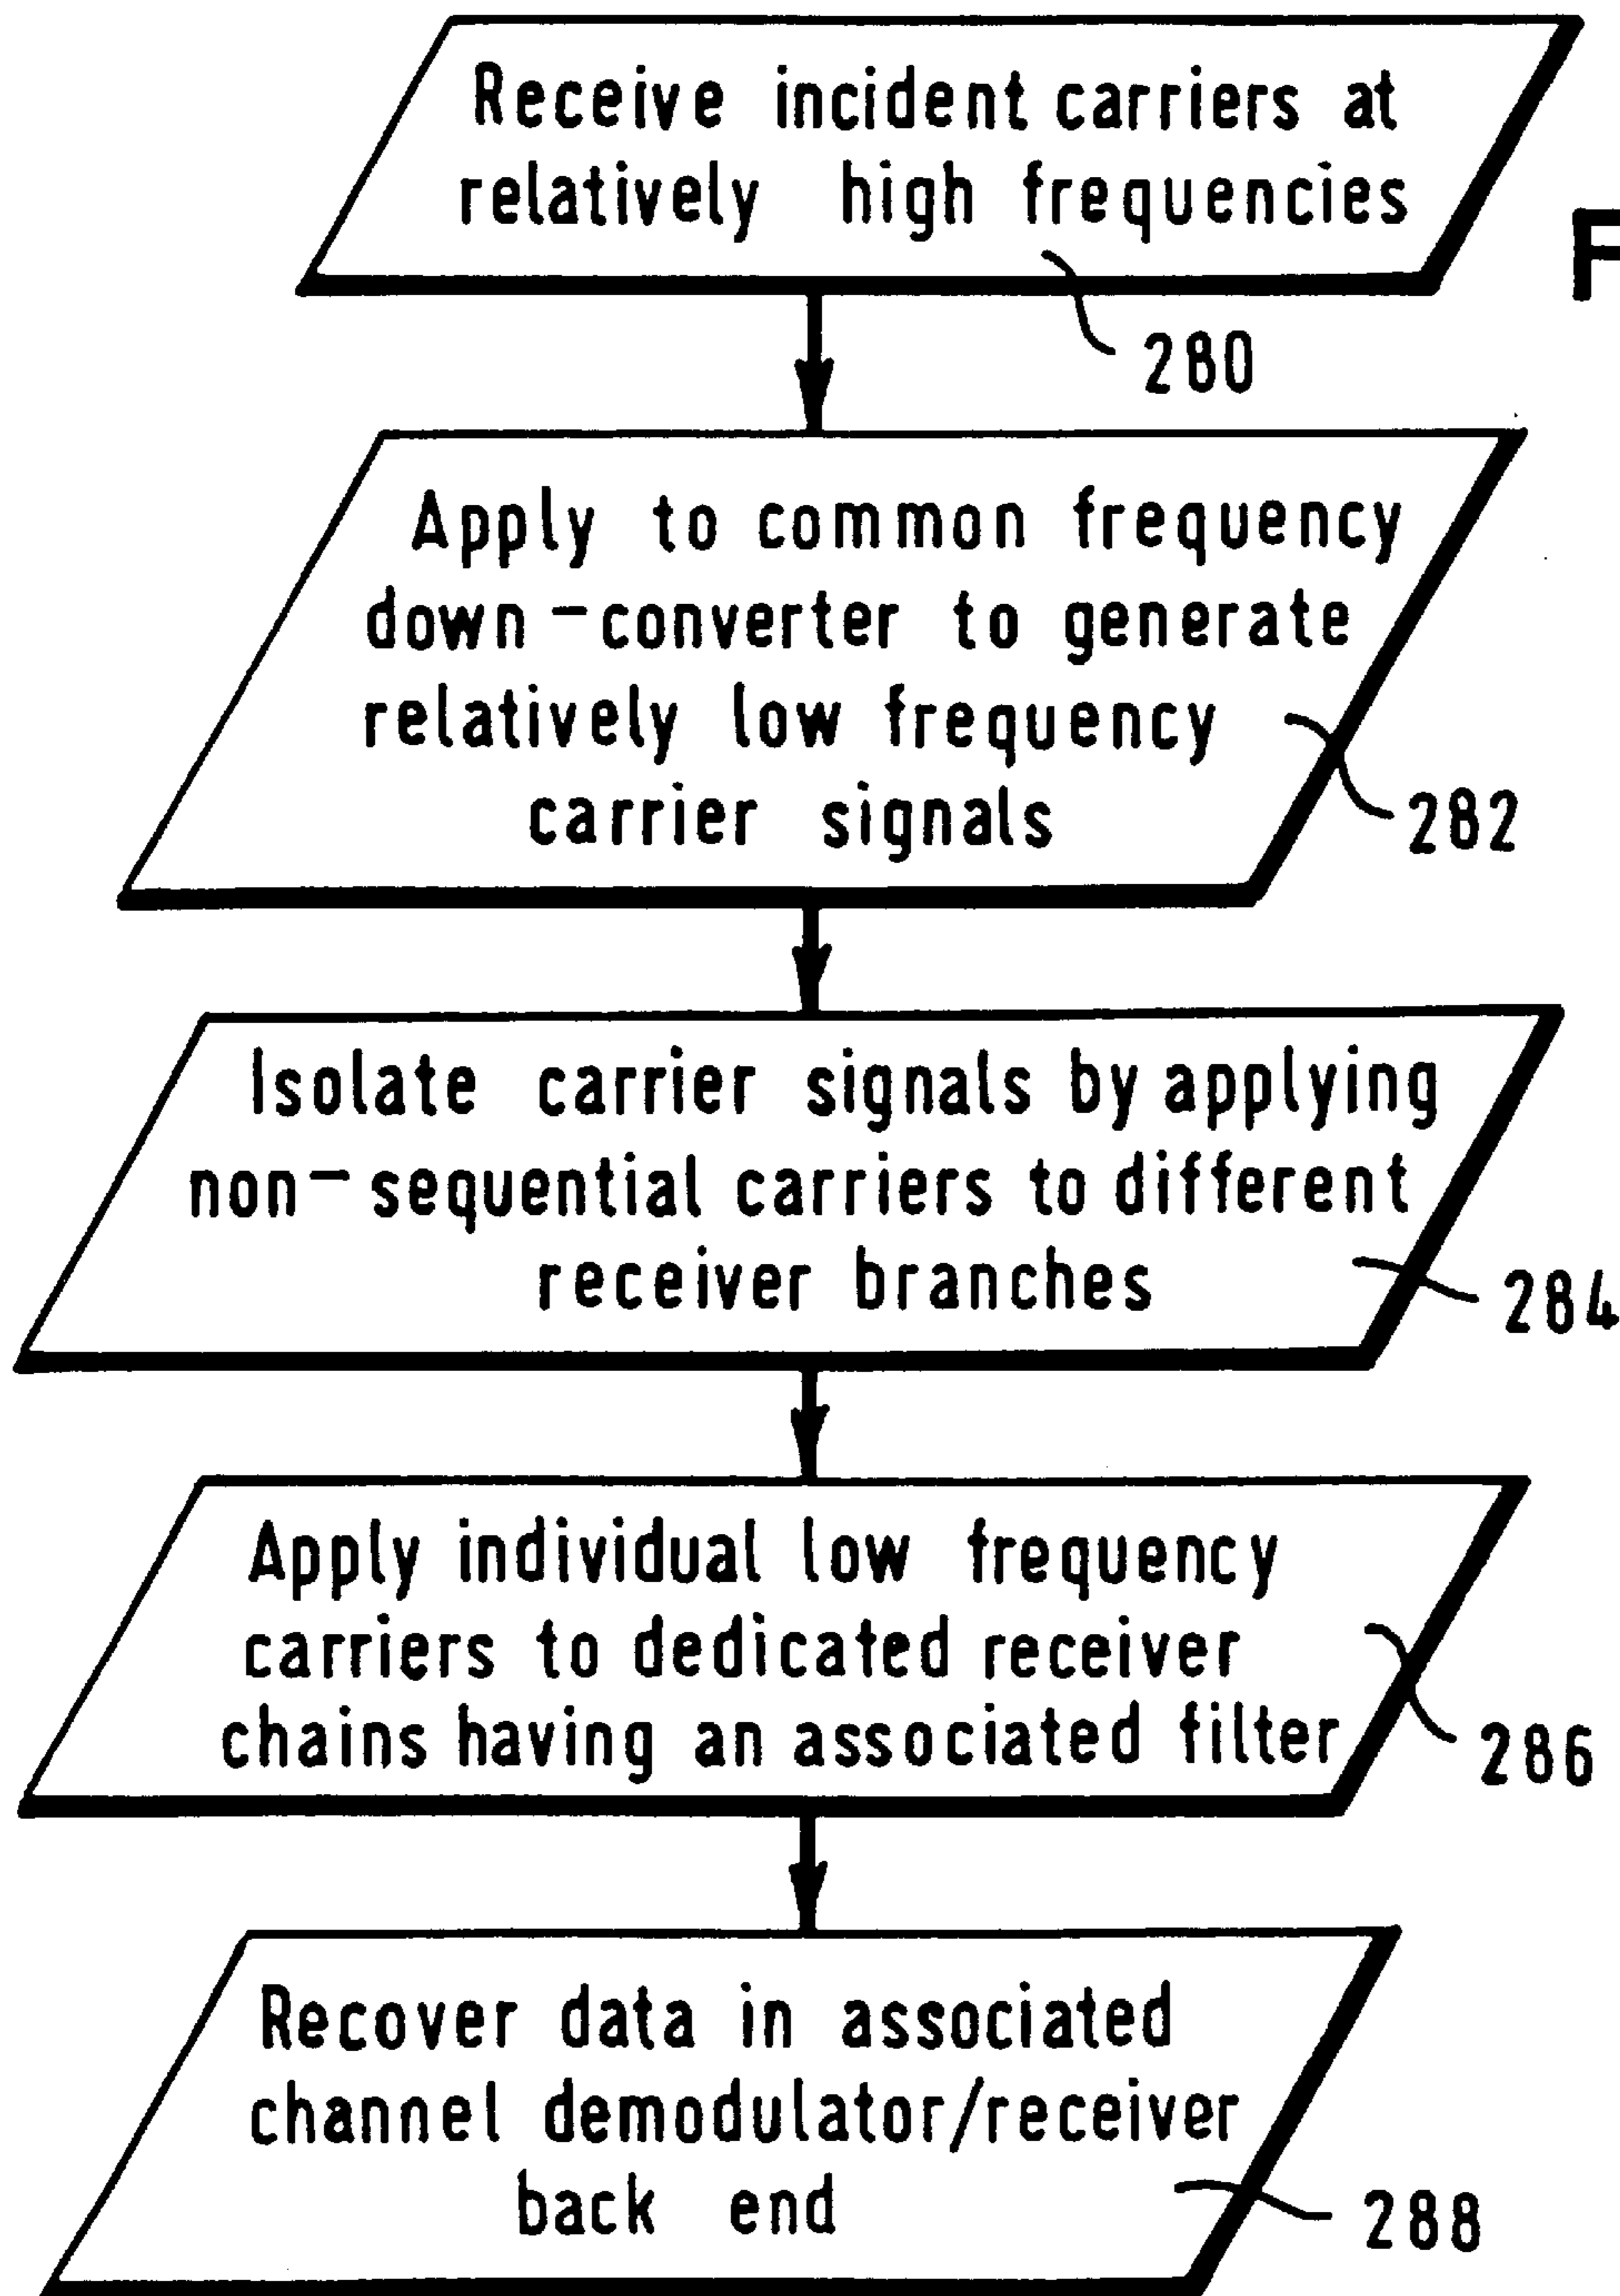 Receive incident carriers at
relatively high frequencies
F
280
Apply to common frequency
down-converter to generate
relatively low frequency
carrier signals
282
Isolate carrier signals by applying
non-sequential carriers to different
receiver branches
284
Apply individual low frequency
carriers to dedicated receiver
chains having an associated filter
286
Recover data in associated
channel demodulator/receiver
back end
288